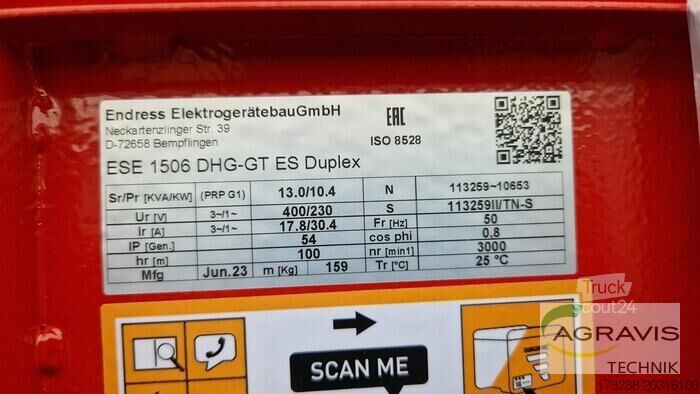 Endress ElektrogerätebauGmbH
Neckartenzlinger Str. 39
D-72658 Bempflingen
EAC
ISO 8528
ESE 1506 DHG-GT ES Duplex
Sr/Pr [KVA/KW] (PRP G1) 13.0/10.4 N 113259~10653
Ur [V] 3~/1~ 400/230 S 113259II/TN-S
Ir [A] 3~/1~ 17.8/30.4 Fr [Hz] 50
IP [Gen.] 54 cos phi 0.8
hr [m] 100 nr [min1] 3000
Mfg Jun.23 m [Kg] 159 Tr [°C] 25 °C
SCAN ME
Truck
scout24
AGRAVIS
TECHNIK
179288 20316100